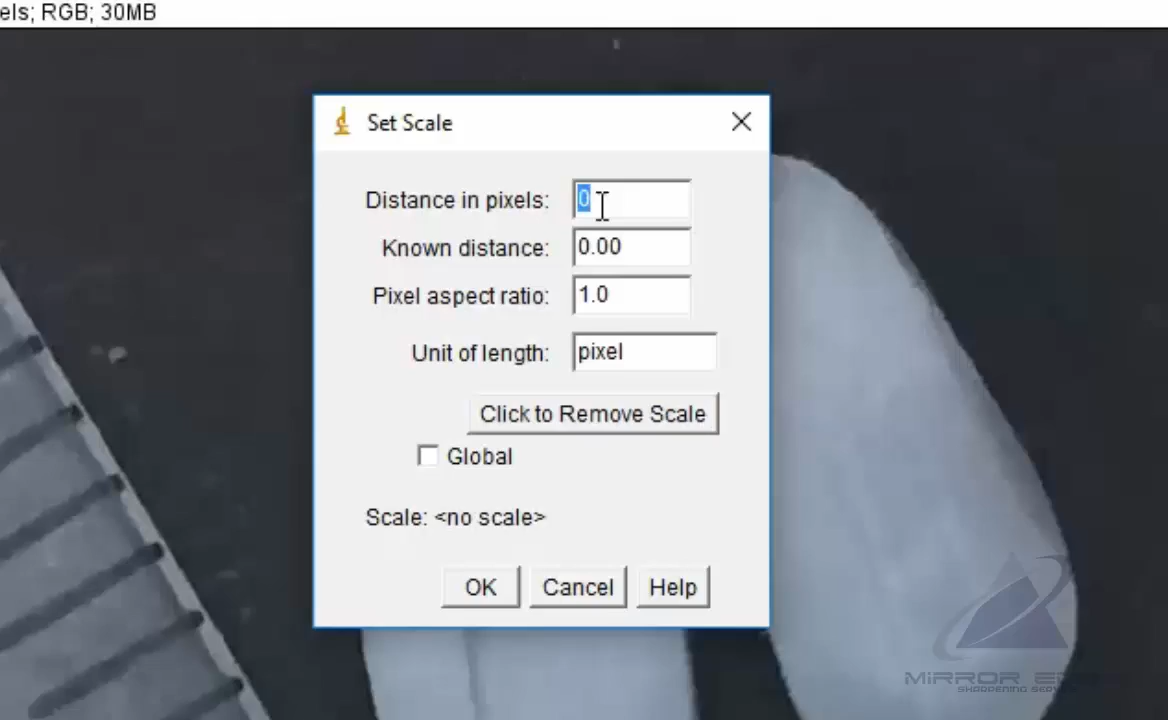 els; RGB; 30MB
Set Scale
Distance in pixels: 0
Known distance: 0.00
Pixel aspect ratio: 1.0
Unit of length: pixel
Click to Remove Scale
Global
Scale: <no scale>
OK Cancel Help
MIRROR
SHARPENING